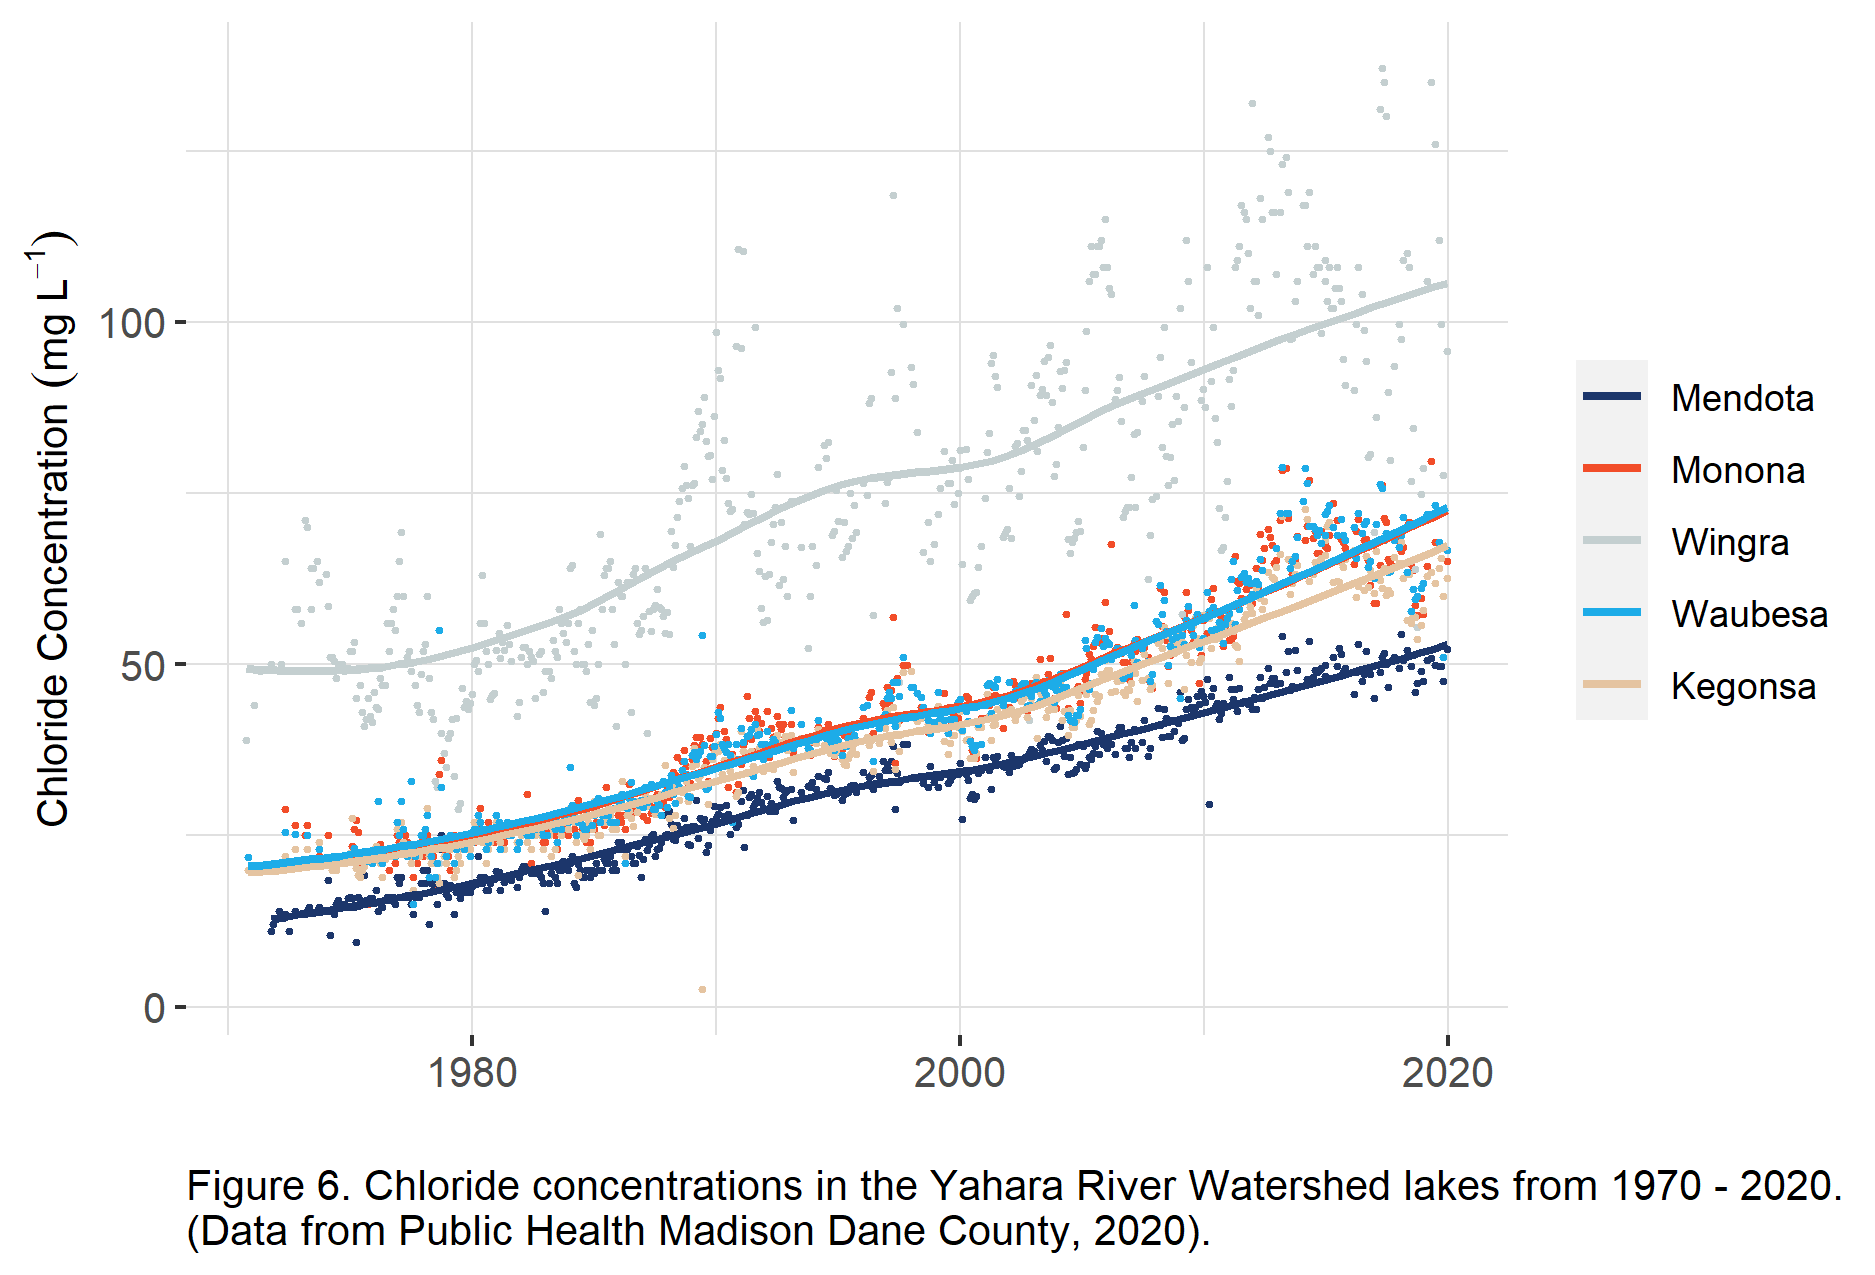 Chloride Concentration (mg L⁻¹)
100
50
0
1980
2000
2020
Mendota
Monona
Wingra
Waubesa
Kegonsa
Figure 6. Chloride concentrations in the Yahara River Watershed lakes from 1970 - 2020.
(Data from Public Health Madison Dane County, 2020).